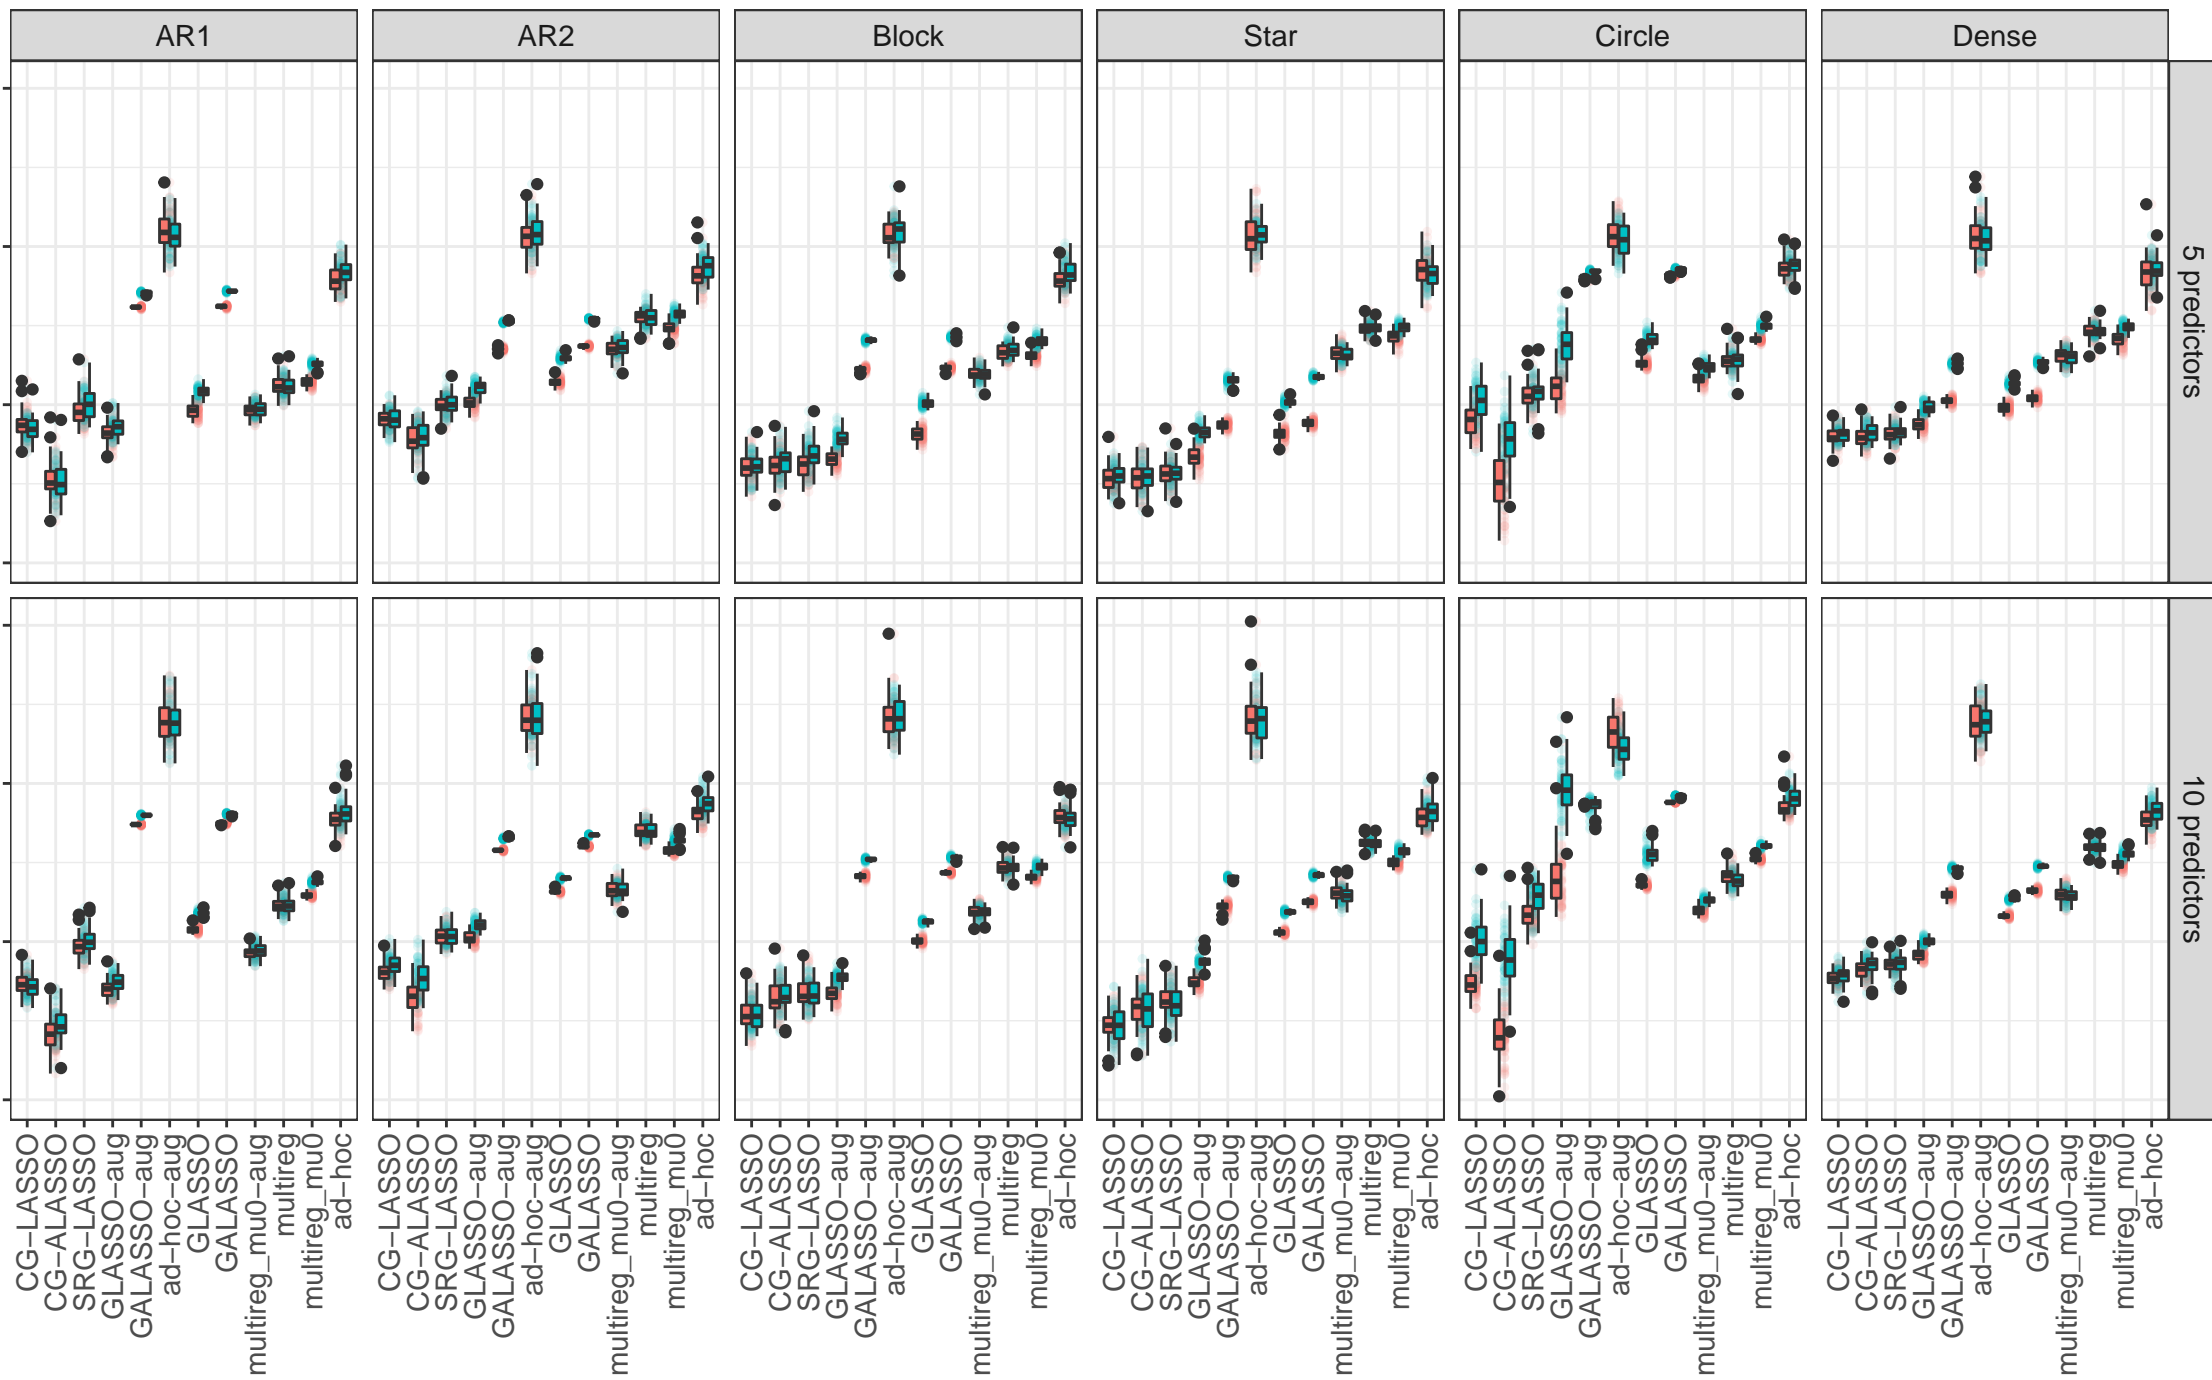 AR1
AR2
Block
Star
Circle
Dense
5 predictors
10 predictors
CG−LASSO
CG−ALASSO
SRG−LASSO
GLASSO−aug
GALASSO−aug
ad−hoc−aug
GLASSO
GALASSO
multireg_mu0−aug
multireg
multireg_mu0
ad−hoc
CG−LASSO
CG−ALASSO
SRG−LASSO
GLASSO−aug
GALASSO−aug
ad−hoc−aug
GLASSO
GALASSO
multireg_mu0−aug
multireg
multireg_mu0
ad−hoc
CG−LASSO
CG−ALASSO
SRG−LASSO
GLASSO−aug
GALASSO−aug
ad−hoc−aug
GLASSO
GALASSO
multireg_mu0−aug
multireg
multireg_mu0
ad−hoc
CG−LASSO
CG−ALASSO
SRG−LASSO
GLASSO−aug
GALASSO−aug
ad−hoc−aug
GLASSO
GALASSO
multireg_mu0−aug
multireg
multireg_mu0
ad−hoc
CG−LASSO
CG−ALASSO
SRG−LASSO
GLASSO−aug
GALASSO−aug
ad−hoc−aug
GLASSO
GALASSO
multireg_mu0−aug
multireg
multireg_mu0
ad−hoc
CG−LASSO
CG−ALASSO
SRG−LASSO
GLASSO−aug
GALASSO−aug
ad−hoc−aug
GLASSO
GALASSO
multireg_mu0−aug
multireg
multireg_mu0
ad−hoc